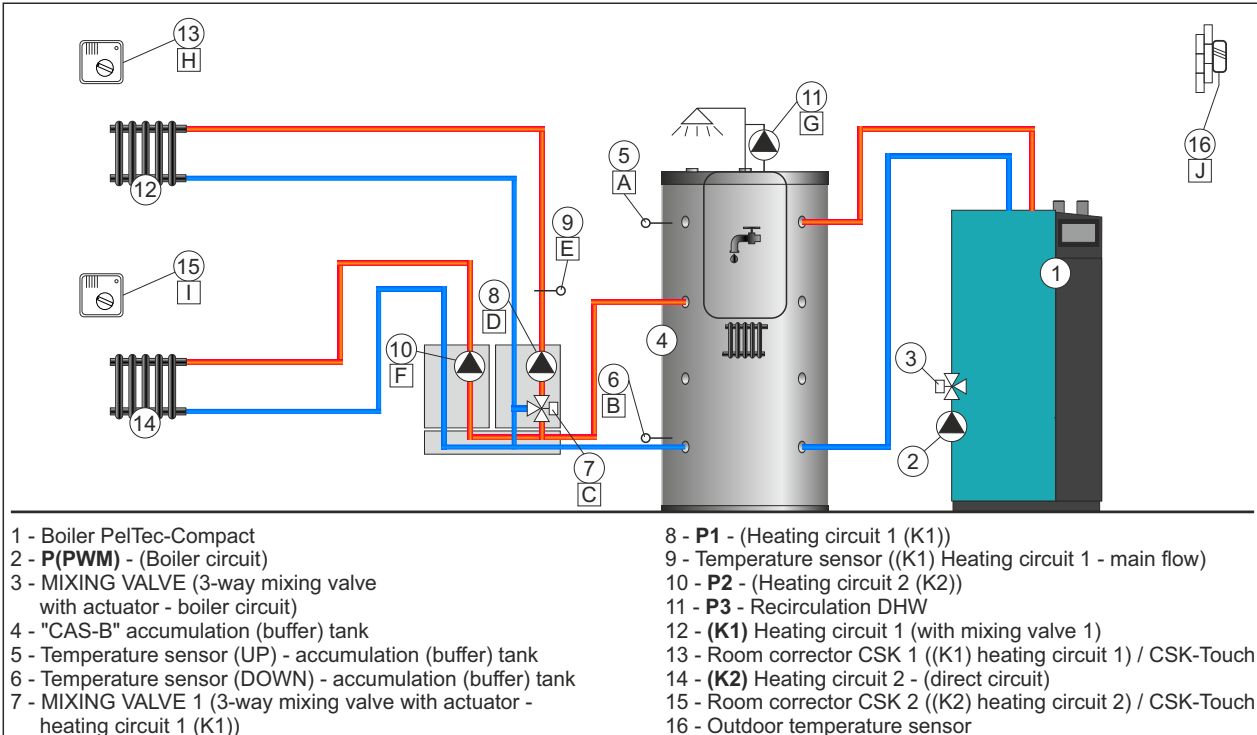 13
H
11
G
16
J
5
A
12
9
E
15
I
8
D
1
4
10
F
3
6
B
14
2
7
C
1 - Boiler PelTec-Compact
2 - P(PWM) - (Boiler circuit)
3 - MIXING VALVE (3-way mixing valve
with actuator - boiler circuit)
4 - "CAS-B" accumulation (buffer) tank
5 - Temperature sensor (UP) - accumulation (buffer) tank
6 - Temperature sensor (DOWN) - accumulation (buffer) tank
7 - MIXING VALVE 1 (3-way mixing valve with actuator -
heating circuit 1 (K1))
8 - P1 - (Heating circuit 1 (K1))
9 - Temperature sensor ((K1) Heating circuit 1 - main flow)
10 - P2 - (Heating circuit 2 (K2))
11 - P3 - Recirculation DHW
12 - (K1) Heating circuit 1 (with mixing valve 1)
13 - Room corrector CSK 1 ((K1) heating circuit 1) / CSK-Touch
14 - (K2) Heating circuit 2 - (direct circuit)
15 - Room corrector CSK 2 ((K2) heating circuit 2) / CSK-Touch
16 - Outdoor temperature sensor